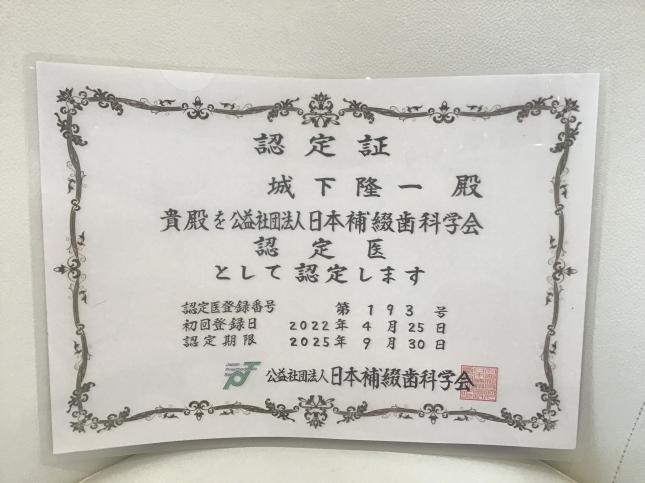 認定証
城下隆一 殿
貴殿を公益社団法人日本補綴歯科学会
認定医
として認定します
認定医登録番号 第 193 号
初回登録日 2022年 4月25日
認定期限 2025年 9月30日
公益社団法人日本補綴歯科学会